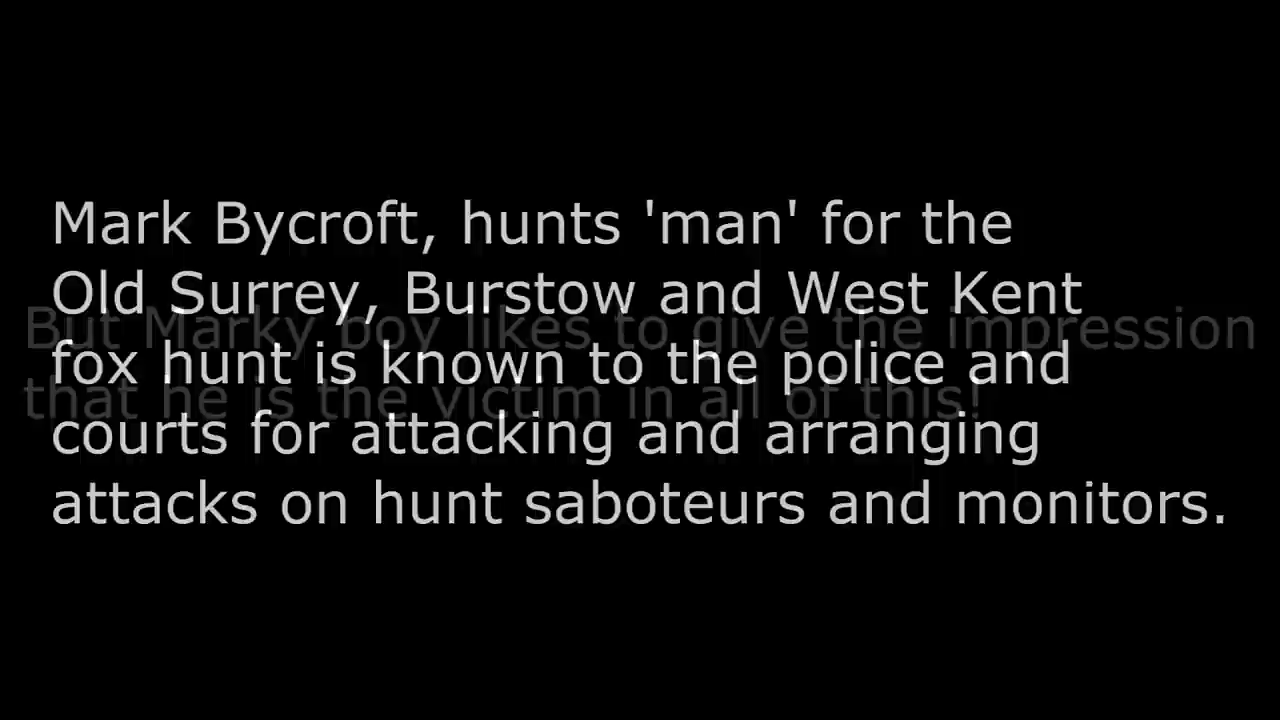 Mark Bycroft, hunts 'man' for the
Old Surrey, Burstow and West Kent
fox hunt is known to the police and
courts for attacking and arranging
attacks on hunt saboteurs and monitors.
But Marky boy likes to give the impression
that he is the victim in all of this!